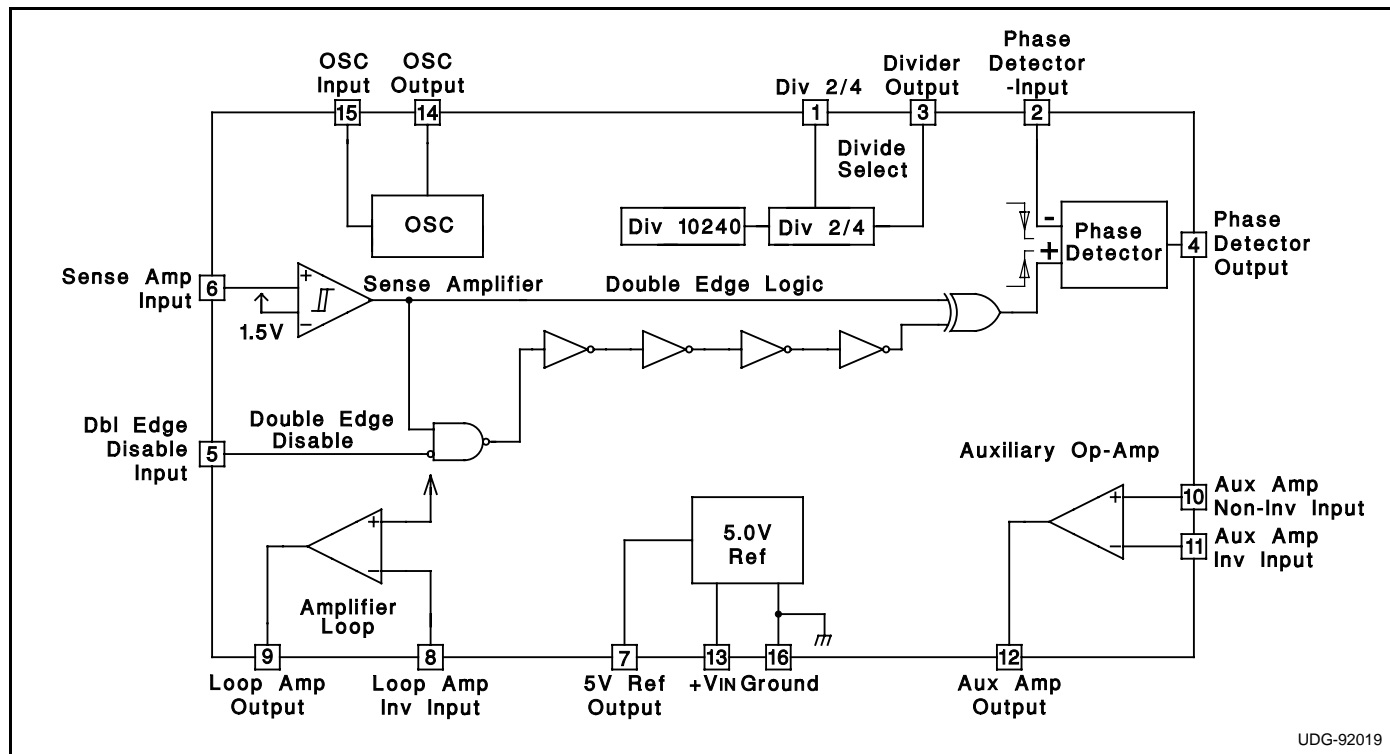 OSC
Input
OSC
Output
Div 2/4
Divider
Output
Phase
Detector
-Input
15
14
1
3
2
Divide
Select
OSC
Div 10240
Div 2/4
-
+
Phase
Detector
4
Phase
Detector
Output
Sense Amp
Input
6
+
-
1.5V
Sense Amplifier
Double Edge Logic
Dbl Edge
Disable
Input
5
Double Edge
Disable
Auxiliary Op-Amp
+
-
10
Aux Amp
Non-Inv Input
11
Aux Amp
Inv Input
+
-
Amplifier
Loop
5.0V
Ref
9
8
7
13
16
12
Loop Amp
Output
Loop Amp
Inv Input
5V Ref
Output
+VIN
Ground
Aux Amp
Output
UDG-92019